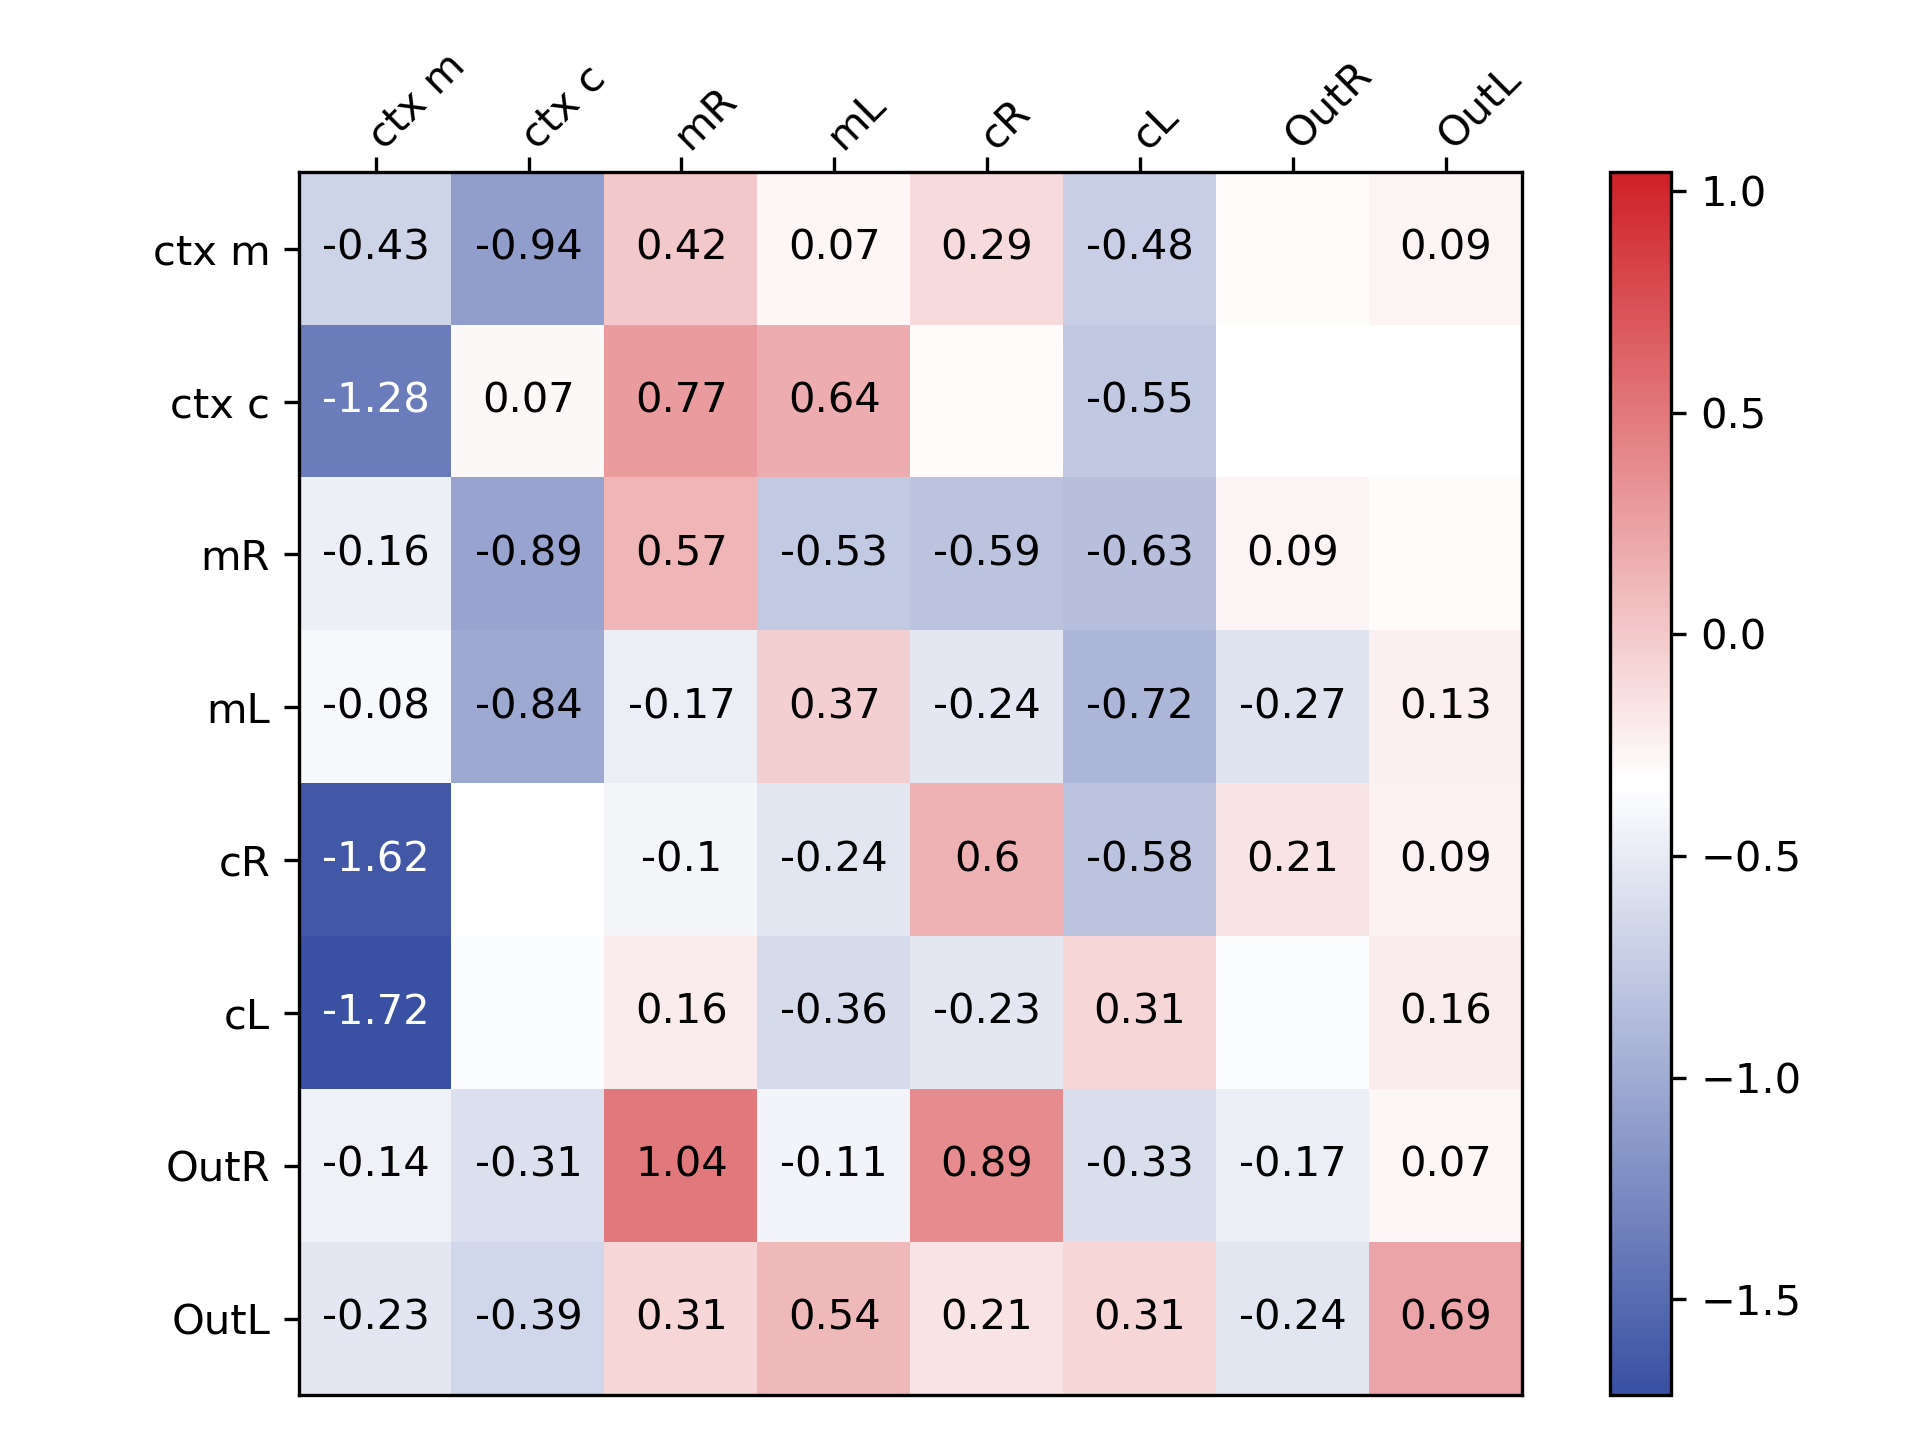 ctx m ctx c mR mL cR cL OutR OutL
ctx m -0.43 -0.94 0.42 0.07 0.29 -0.48 0.09
ctx c -1.28 0.07 0.77 0.64 -0.55
mR -0.16 -0.89 0.57 -0.53 -0.59 -0.63 0.09
mL -0.08 -0.84 -0.17 0.37 -0.24 -0.72 -0.27 0.13
cR -1.62 -0.1 -0.24 0.6 -0.58 0.21 0.09
cL -1.72 0.16 -0.36 -0.23 0.31 0.16
OutR -0.14 -0.31 1.04 -0.11 0.89 -0.33 -0.17 0.07
OutL -0.23 -0.39 0.31 0.54 0.21 0.31 -0.24 0.69
1.0
0.5
0.0
−0.5
−1.0
−1.5